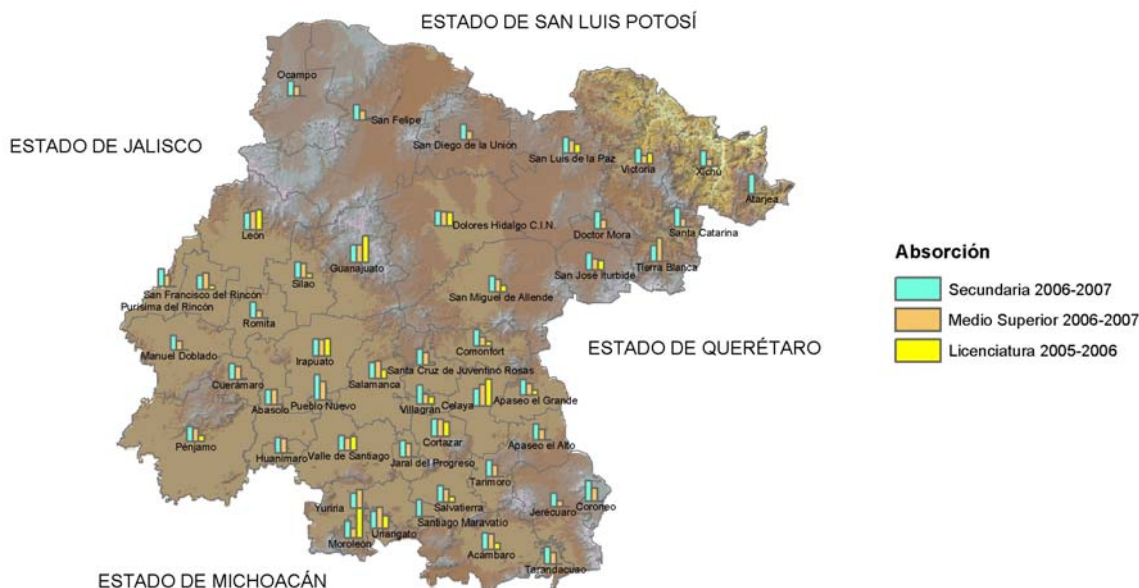 ESTADO DE SAN LUIS POTOSÍ
Ocampo
San Felipe
San Diego de la Unión
ESTADO DE JALISCO
San Luis de la Paz
Victoria
Xichú
Atarjea
León
Dolores Hidalgo C.I.N.
Doctor Mora
Santa Catarina
Guanajuato
Tierra Blanca
Absorción
Silao
San José Iturbide
Secundaria 2006-2007
San Francisco del Rincón
San Miguel de Allende
Purísima del Rincón
Medio Superior 2006-2007
Romita
ESTADO DE QUERÉTARO
Licenciatura 2005-2006
Manuel Doblado
Irapuato
Comonfort
Santa Cruz de Juventino Rosas
Cuerámaro
Salamanca
Abasolo
Pueblo Nuevo
Villagran
Celaya
Apaseo el Grande
Pénjamo
Cortazar
Apaseo el Alto
Huanimaro
Valle de Santiago
Jaral del Progreso
Tarimoro
Yuriria
Salvatierra
Jerécuaro
Coroneo
Santiago Maravatío
Uriangato
Moroleón
Acámbaro
Tarandacuao
ESTADO DE MICHOACÁN